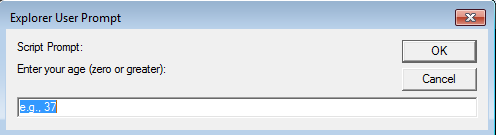 Explorer User Prompt
Script Prompt:
OK
Enter your age (zero or greater):
Cancel
e.g., 37